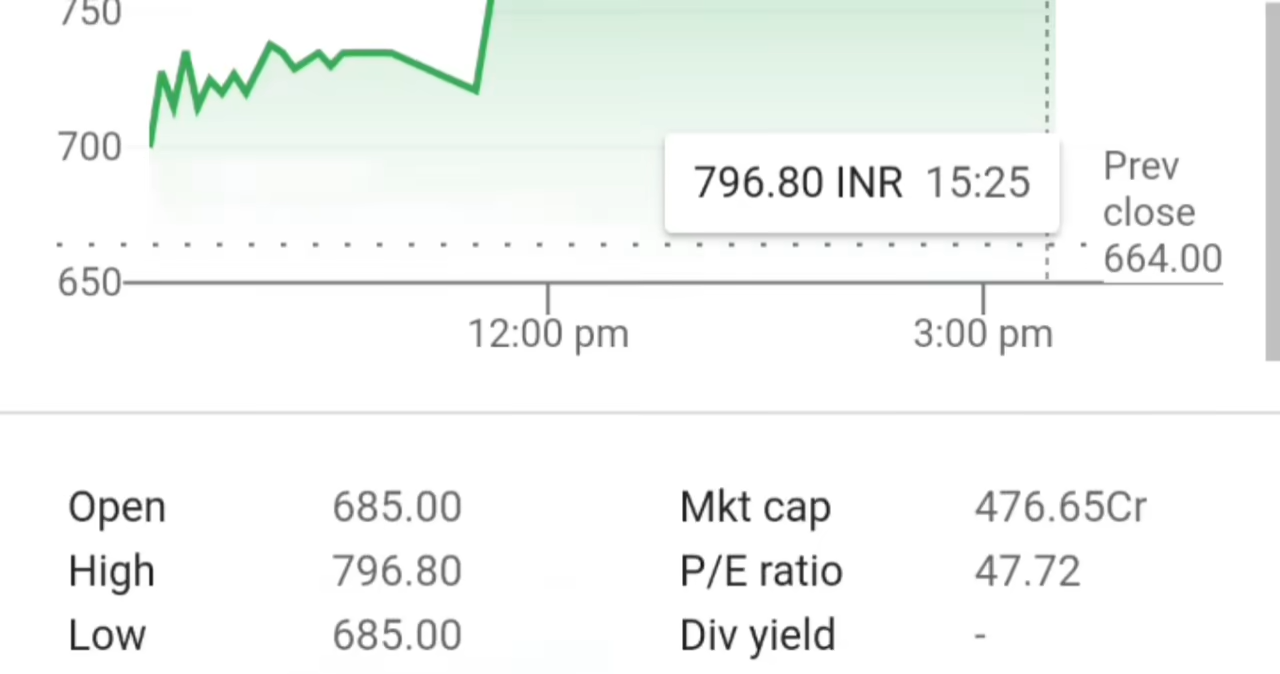 750
700
796.80 INR 15:25
Prev
close
664.00
650
12:00 pm 3:00 pm
Open 685.00 Mkt cap 476.65Cr
High 796.80 P/E ratio 47.72
Low 685.00 Div yield -